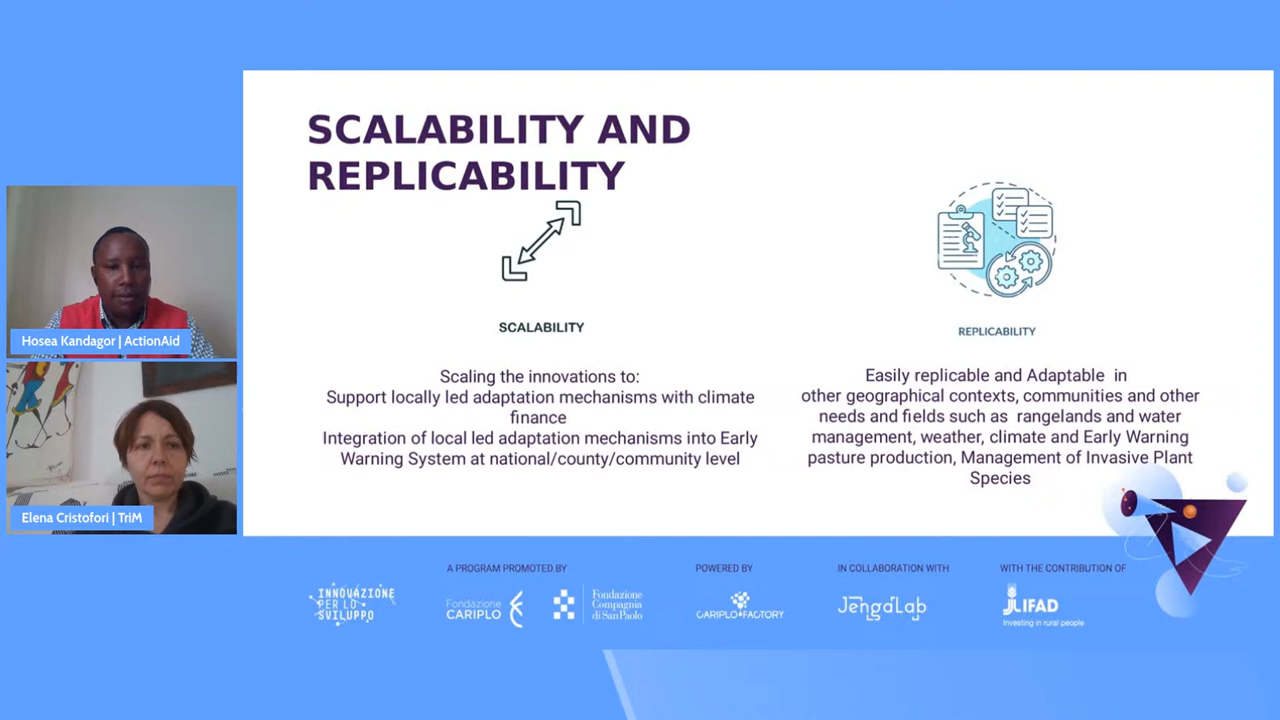 SCALABILITY AND
REPLICABILITY
SCALABILITY
Scaling the innovations to:
Support locally led adaptation mechanisms with climate
finance
Integration of local led adaptation mechanisms into Early
Warning System at national/county/community level
REPLICABILITY
Easily replicable and Adaptable in
other geographical contexts, communities and other
needs and fields such as rangelands and water
management, weather, climate and Early Warning
pasture production, Management of Invasive Plant
Species
Hosea Kandagor | ActionAid
Elena Cristofori | TriM
INNOVAZIONE
PER LO
SVILUPPO
A PROGRAM PROMOTED BY
Fondazione
CARIPLO
Fondazione
Compagnia
di SanPaolo
POWERED BY
CARIPLO FACTORY
IN COLLABORATION WITH
JengaLab
WITH THE CONTRIBUTION OF
IFAD
Investing in rural people